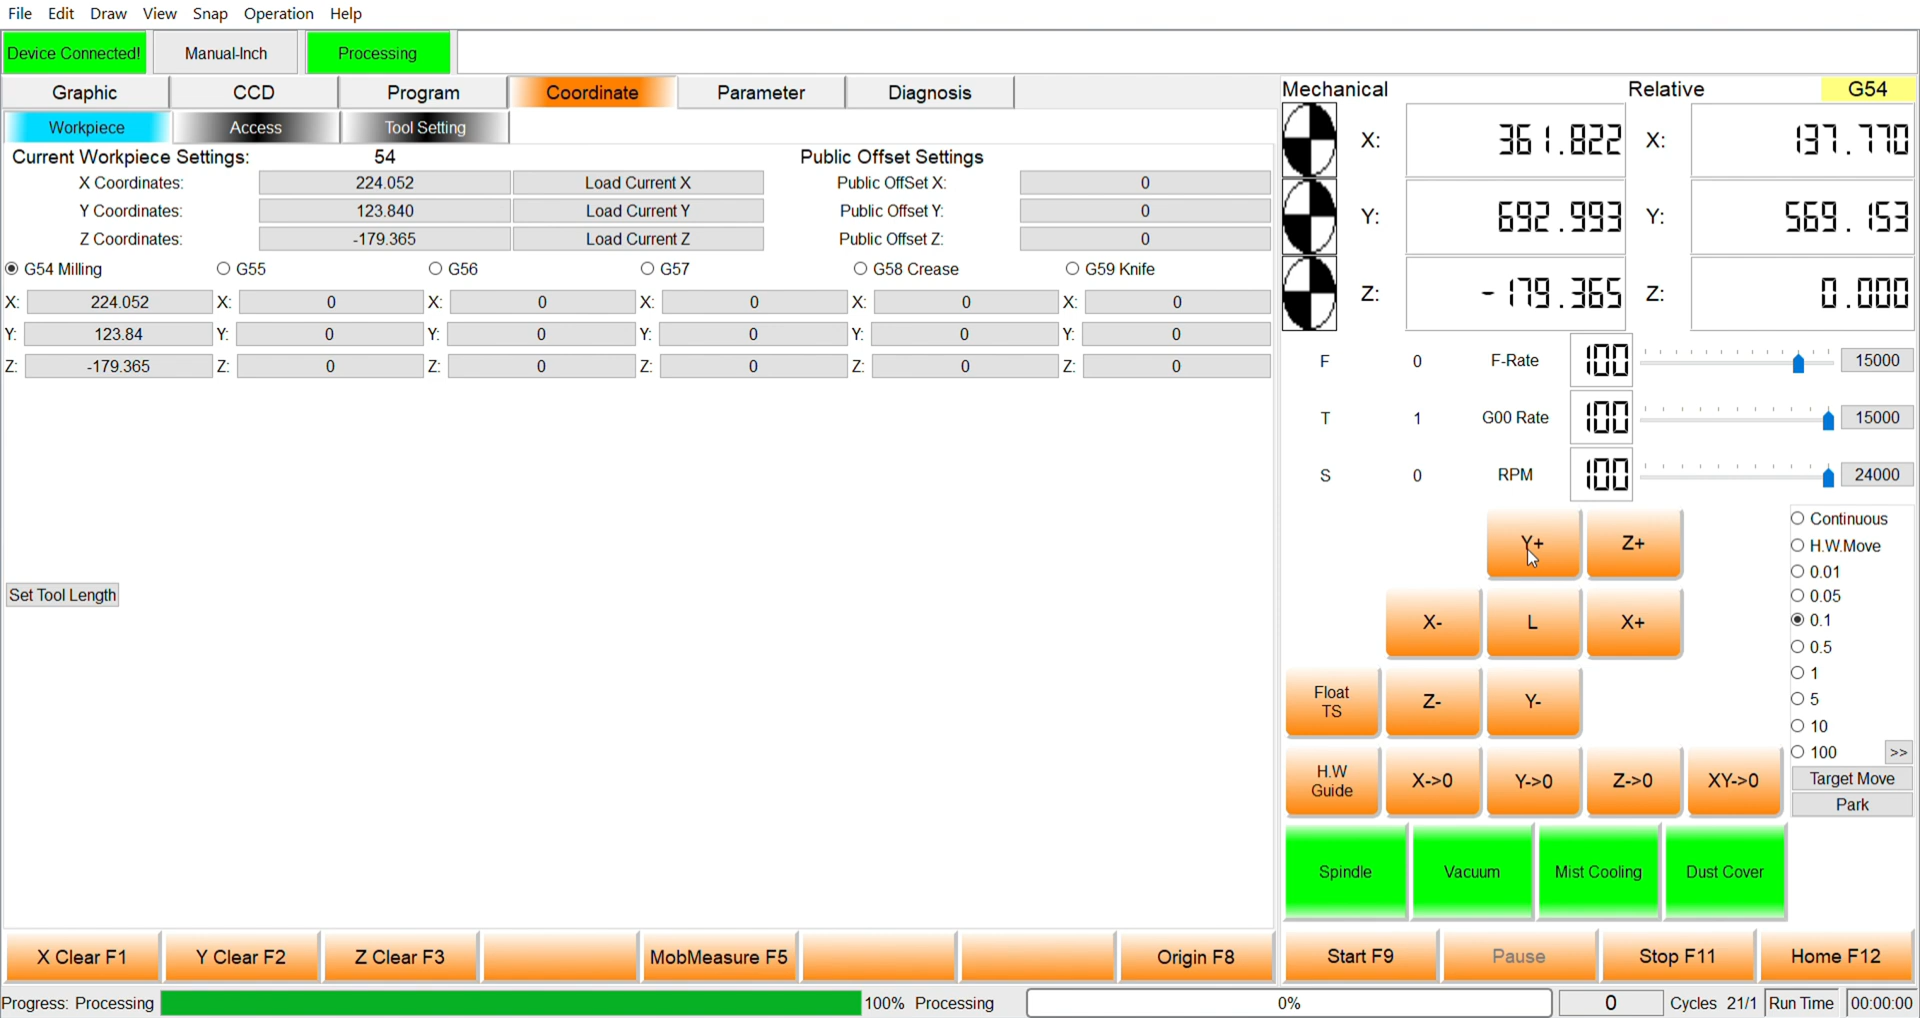 File Edit Draw View Snap Operation Help
Device Connected! Manual-Inch Processing
Graphic CCD Program Coordinate Parameter Diagnosis
Workpiece Access Tool Setting
Current Workpiece Settings: 54 Public Offset Settings
X Coordinates: 224.052 Load Current X Public OffSet X: 0
Y Coordinates: 123.840 Load Current Y Public Offset Y: 0
Z Coordinates: -179.365 Load Current Z Public Offset Z: 0
G54 Milling G55 G56 G57 G58 Crease G59 Knife
X: 224.052 X: 0 X: 0 X: 0 X: 0 X: 0
Y: 123.84 Y: 0 Y: 0 Y: 0 Y: 0 Y: 0
Z: -179.365 Z: 0 Z: 0 Z: 0 Z: 0 Z: 0
Set Tool Length
Mechanical Relative G54
X: 361.822 X: 137.770
Y: 692.993 Y: 569.153
Z: -179.365 Z: 0.000
F 0 F-Rate 100 15000
T 1 G00 Rate 100 15000
S 0 RPM 100 24000
Y+ Z+
X- L X+
Float TS Z- Y-
H.W Guide X->0 Y->0 Z->0 XY->0
Continuous
H.W.Move
0.01
0.05
0.1
0.5
1
5
10
100 >>
Target Move
Park
Spindle Vacuum Mist Cooling Dust Cover
X Clear F1 Y Clear F2 Z Clear F3 MobMeasure F5 Origin F8 Start F9 Pause Stop F11 Home F12
Progress: Processing 100% Processing 0% 0 Cycles 21/1 Run Time 00:00:00